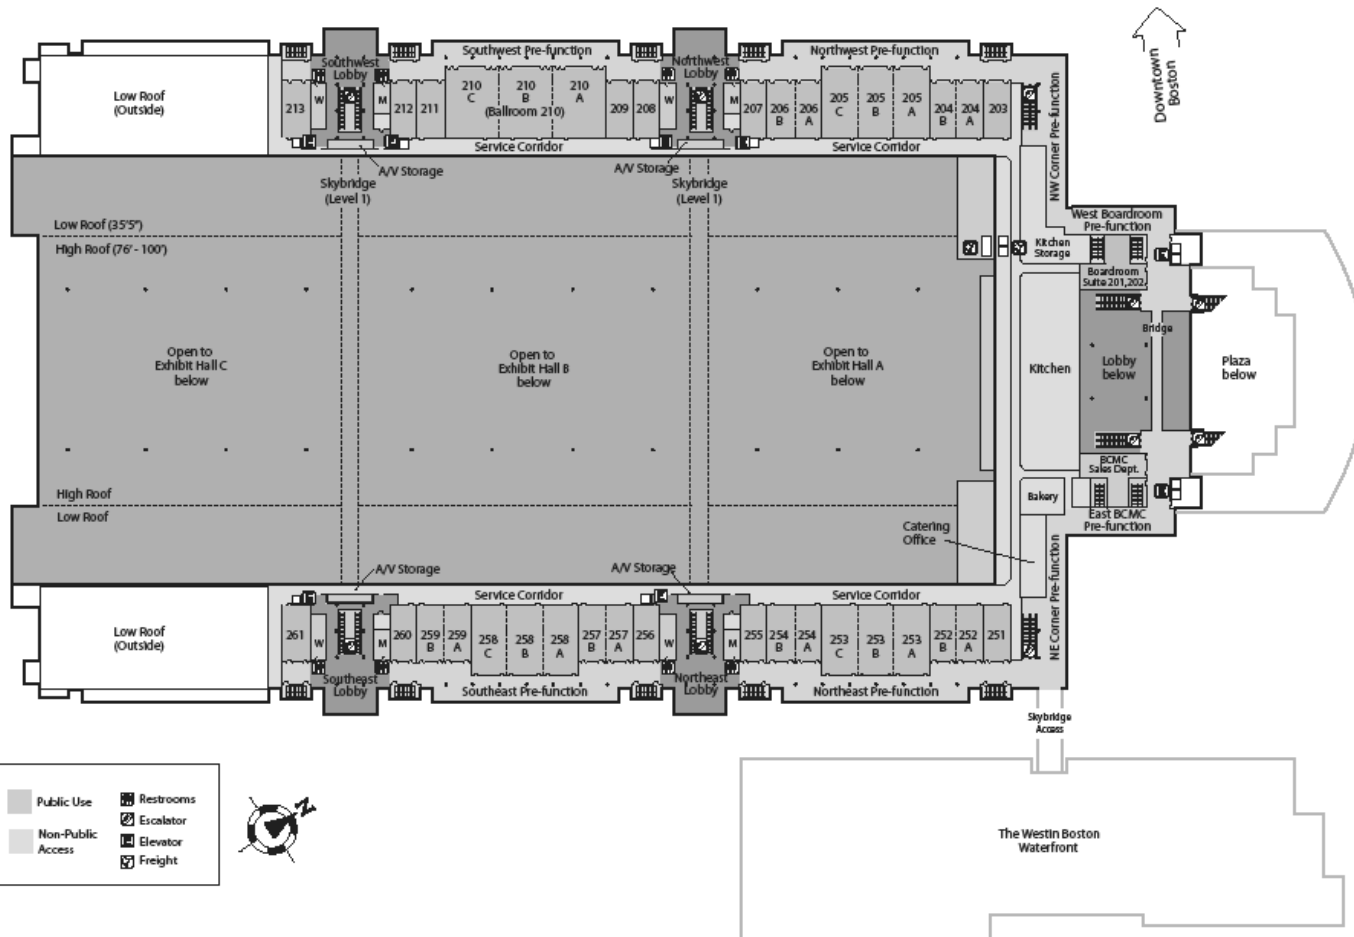 Downtown
Boston
Southwest Pre-function
Northwest Pre-function
Southwest
Lobby
Northwest
Lobby
Low Roof
(Outside)
213
W
M
212
211
210
C
210
B
210
A
(Ballroom 210)
209
208
W
M
207
206
B
206
A
205
C
205
B
205
A
204
B
204
A
203
NW Corner Pre-function
Service Corridor
Service Corridor
A/V Storage
A/V Storage
Skybridge
(Level 1)
Skybridge
(Level 1)
Low Roof (35'5")
High Roof (76' - 100')
West Boardroom
Pre-function
Kitchen
Storage
Boardroom
Suite 201,202
Bridge
Open to
Exhibit Hall C
below
Open to
Exhibit Hall B
below
Open to
Exhibit Hall A
below
Kitchen
Lobby
below
Plaza
below
BCMC
Sales Dept.
High Roof
Low Roof
Bakery
East BCMC
Pre-function
Catering
Office
A/V Storage
A/V Storage
Service Corridor
Service Corridor
NE Corner Pre-function
Low Roof
(Outside)
261
W
M
260
259
B
259
A
258
C
258
B
258
A
257
B
257
A
256
W
M
255
254
B
254
A
253
C
253
B
253
A
252
B
252
A
251
Southeast
Lobby
Northeast
Lobby
Southeast Pre-function
Northeast Pre-function
Skybridge
Access
Public Use
Non-Public
Access
Restrooms
Escalator
Elevator
Freight
N
The Westin Boston
Waterfront